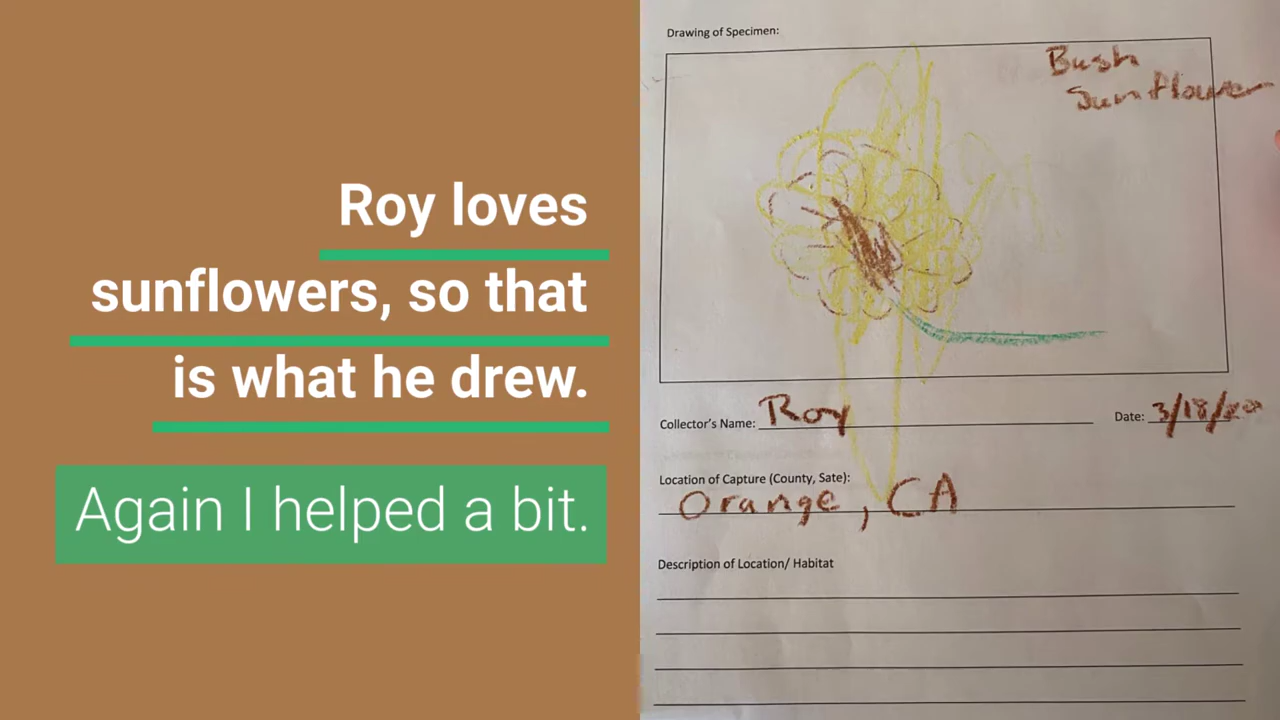 Roy loves
sunflowers, so that
is what he drew.
Again I helped a bit.
Drawing of Specimen:
Bush
Sunflower
Collector's Name: Roy
Date: 3/18/20
Location of Capture (County, Sate):
Orange, CA
Description of Location/ Habitat